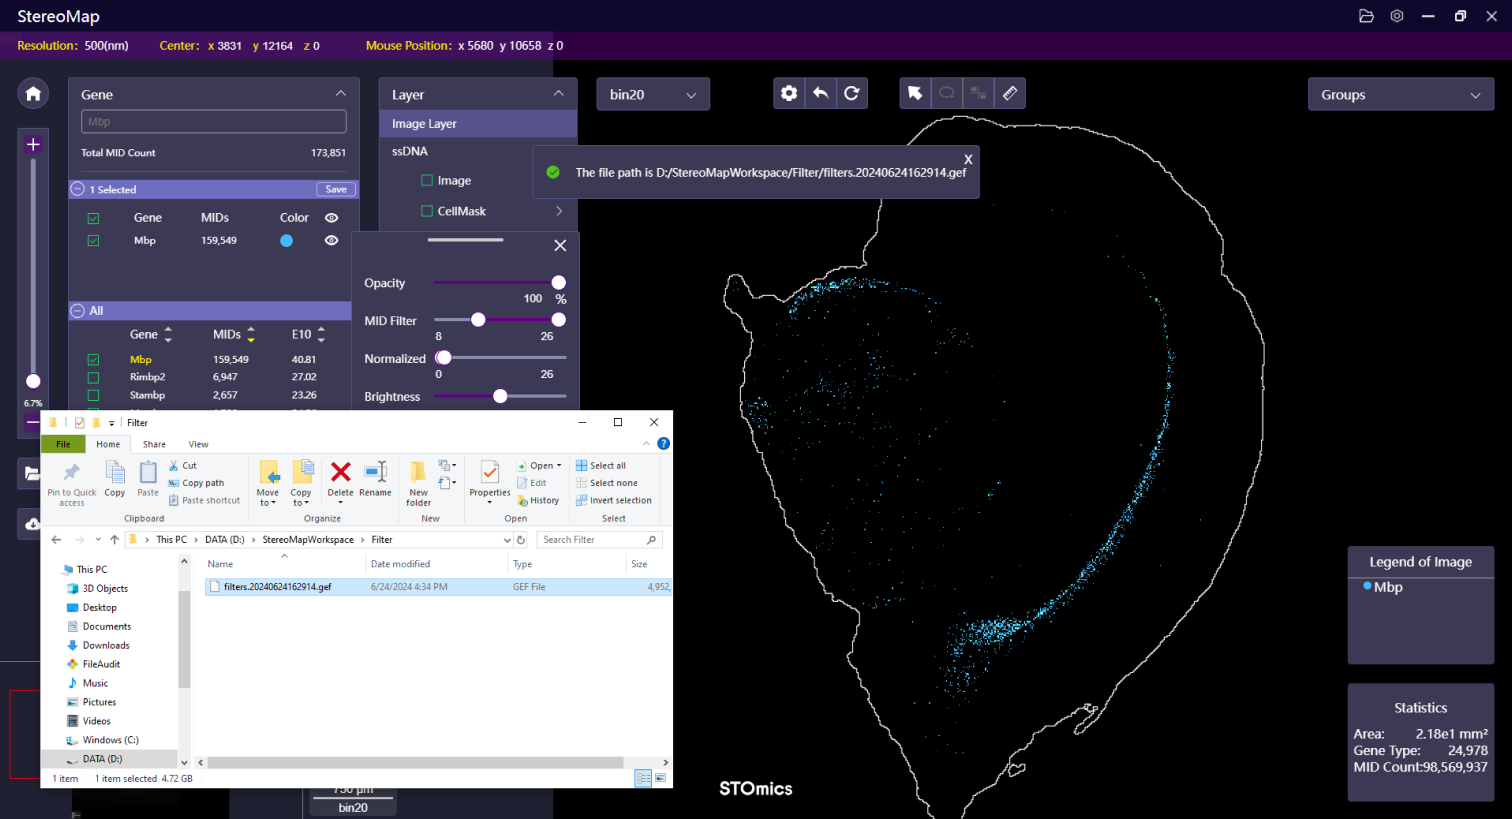 StereoMap
Resolution: 500(nm) Center: x 3831 y 12164 z 0 Mouse Position: x 5680 y 10658 z 0
Gene
Mbp
Total MID Count 173,851
1 Selected Save
Gene MIDs Color
Mbp 159,549
All
Gene MIDs E10
Mbp 159,549 40.81
Rimbp2 6,947 27.02
Stambp 2,657 23.26
6.7%
Layer
Image Layer
ssDNA
Image
CellMask
bin20
Groups
The file path is D:/StereoMapWorkspace/Filter/filters.20240624162914.gef
X
Opacity
100 %
MID Filter
8 26
Normalized
0 26
Brightness
Filter
File Home Share View
Pin to Quick access
Copy
Paste
Cut
Copy path
Paste shortcut
Clipboard
Move to
Copy to
Delete
Rename
Organize
New folder
New
Properties
Open
Edit
History
Open
Select all
Select none
Invert selection
Select
This PC > DATA (D:) > StereoMapWorkspace > Filter
Search Filter
Name Date modified Type Size
filters.20240624162914.gef 6/24/2024 4:34 PM GEF File 4,952,
This PC
3D Objects
Desktop
Documents
Downloads
FileAudit
Music
Pictures
Videos
Windows (C:)
DATA (D:)
1 item 1 item selected 4.72 GB
bin20
STOmics
Legend of Image
Mbp
Statistics
Area: 2.18e1 mm²
Gene Type: 24,978
MID Count:98,569,937